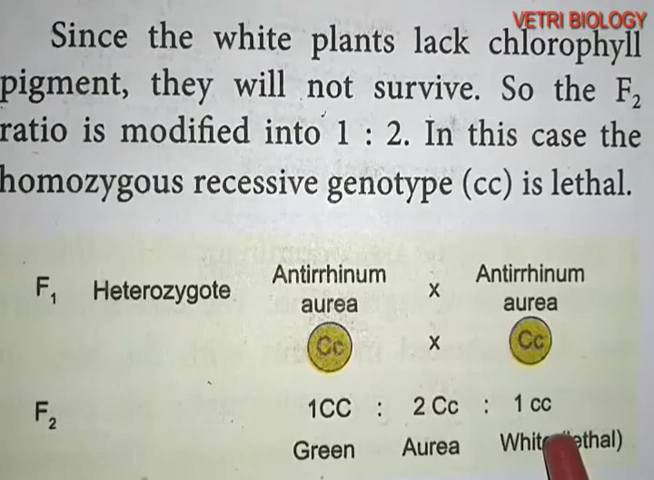 VETRI BIOLOGY
Since the white plants lack chlorophyll
pigment, they will not survive. So the F₂
ratio is modified into 1 : 2. In this case the
homozygous recessive genotype (cc) is lethal.
F₁ Heterozygote Antirrhinum aurea x Antirrhinum aurea
Cc x Cc
F₂ 1CC : 2 Cc : 1 cc
Green Aurea White ethal)